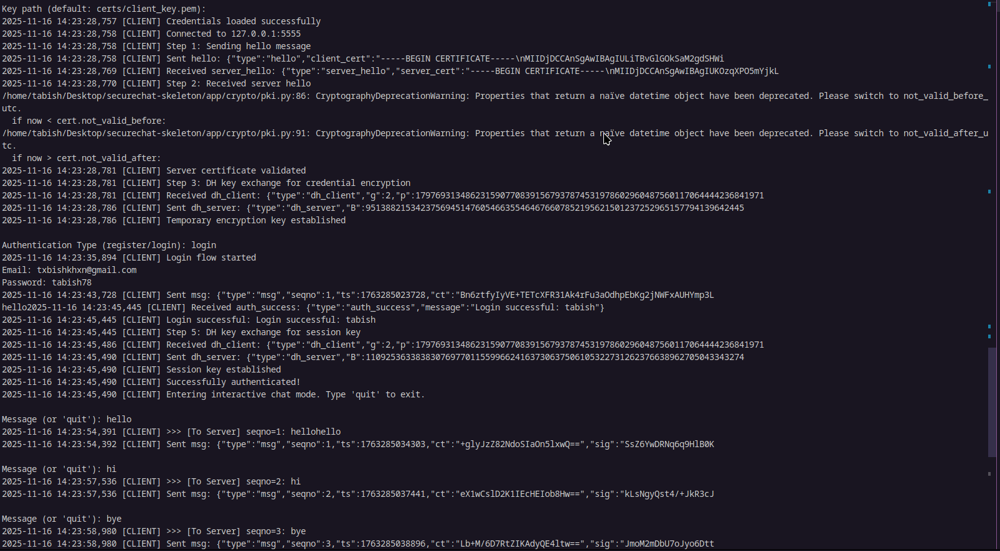 Key path (default: certs/client_key.pem):
2025-11-16 14:23:28,757 [CLIENT] Credentials loaded successfully
2025-11-16 14:23:28,758 [CLIENT] Connected to 127.0.0.1:5555
2025-11-16 14:23:28,758 [CLIENT] Step 1: Sending hello message
2025-11-16 14:23:28,758 [CLIENT] Sent hello: {"type":"hello","client_cert":"-----BEGIN CERTIFICATE-----\nMIIDjDCCAnSgAwIBAgIULiTBvGlGOkSaM2gdSHWi
2025-11-16 14:23:28,769 [CLIENT] Received server_hello: {"type":"server_hello","server_cert":"-----BEGIN CERTIFICATE-----\nMIIDjDCCAnSgAwIBAgIUKOzqXPO5mYjkL
2025-11-16 14:23:28,770 [CLIENT] Step 2: Received server hello
/home/tabish/Desktop/securechat-skeleton/app/crypto/pki.py:86: CryptographyDeprecationWarning: Properties that return a naïve datetime object have been deprecated. Please switch to not_valid_before_
utc.
  if now < cert.not_valid_before:
/home/tabish/Desktop/securechat-skeleton/app/crypto/pki.py:91: CryptographyDeprecationWarning: Properties that return a naïve datetime object have been deprecated. Please switch to not_valid_after_u
tc.
  if now > cert.not_valid_after:
2025-11-16 14:23:28,781 [CLIENT] Server certificate validated
2025-11-16 14:23:28,781 [CLIENT] Step 3: DH key exchange for credential encryption
2025-11-16 14:23:28,781 [CLIENT] Received dh_client: {"type":"dh_client","g":2,"p":179769313486231590770839156793787453197860296048756011706444423684197​1
2025-11-16 14:23:28,786 [CLIENT] Sent dh_server: {"type":"dh_server","B":9513882153423756945147605466355464676607852195621501237252965157794139642445
2025-11-16 14:23:28,786 [CLIENT] Temporary encryption key established

Authentication Type (register/login): login
2025-11-16 14:23:35,894 [CLIENT] Login flow started
Email: txbishkhxn@gmail.com
Password: tabish78
2025-11-16 14:23:43,728 [CLIENT] Sent msg: {"type":"msg","seqno":1,"ts":1763285023728,"ct":"Bn6ztfyIyVE+TETcXFR31Ak4rFu3aOdhpEbKg2jNWFxAUHYmp3L
hello2025-11-16 14:23:45,445 [CLIENT] Received auth_success: {"type":"auth_success","message":"Login successful: tabish"}
2025-11-16 14:23:45,445 [CLIENT] Login successful: Login successful: tabish
2025-11-16 14:23:45,445 [CLIENT] Step 5: DH key exchange for session key
2025-11-16 14:23:45,486 [CLIENT] Received dh_client: {"type":"dh_client","g":2,"p":1797693134862315907708391567937874531978602960487560117064444236841971
2025-11-16 14:23:45,490 [CLIENT] Sent dh_server: {"type":"dh_server","B":1109253633838307697701155996624163730637506105322731262376638962705043343274
2025-11-16 14:23:45,490 [CLIENT] Session key established
2025-11-16 14:23:45,490 [CLIENT] Successfully authenticated!
2025-11-16 14:23:45,490 [CLIENT] Entering interactive chat mode. Type 'quit' to exit.

Message (or 'quit'): hello
2025-11-16 14:23:54,391 [CLIENT] >>> [To Server] seqno=1: hellohello
2025-11-16 14:23:54,392 [CLIENT] Sent msg: {"type":"msg","seqno":1,"ts":1763285034303,"ct":"+glyJzZ82NdoSIaOn5lxwQ==","sig":"SsZ6YwDRNq6q9HlB0K

Message (or 'quit'): hi
2025-11-16 14:23:57,536 [CLIENT] >>> [To Server] seqno=2: hi
2025-11-16 14:23:57,536 [CLIENT] Sent msg: {"type":"msg","seqno":2,"ts":1763285037441,"ct":"eX1wCslD2K1IEcHEIob8Hw==","sig":"kLsNgyQst4/+JkR3cJ

Message (or 'quit'): bye
2025-11-16 14:23:58,980 [CLIENT] >>> [To Server] seqno=3: bye
2025-11-16 14:23:58,980 [CLIENT] Sent msg: {"type":"msg","seqno":3,"ts":1763285038896,"ct":"Lb+M/6D7RtZIKAdyQE4ltw==","sig":"JmoM2mDbU7oJyo6Dtt